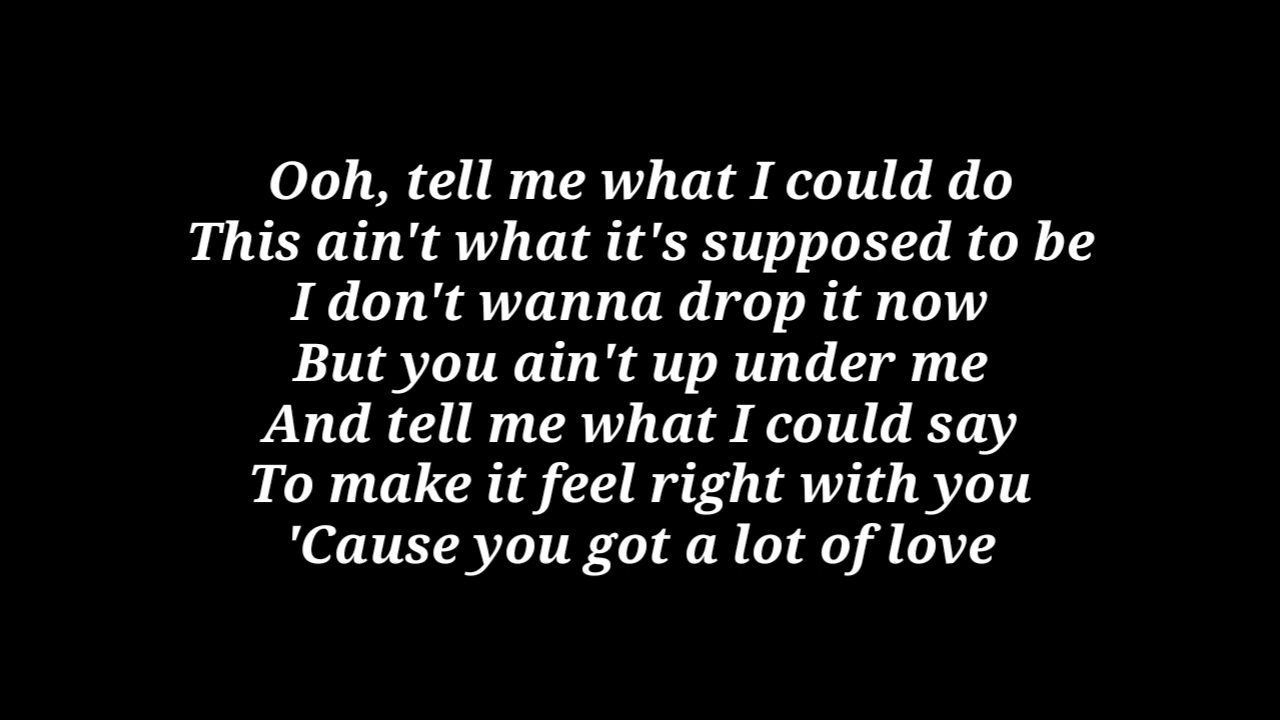 Ooh, tell me what I could do
This ain't what it's supposed to be
I don't wanna drop it now
But you ain't up under me
And tell me what I could say
To make it feel right with you
'Cause you got a lot of love